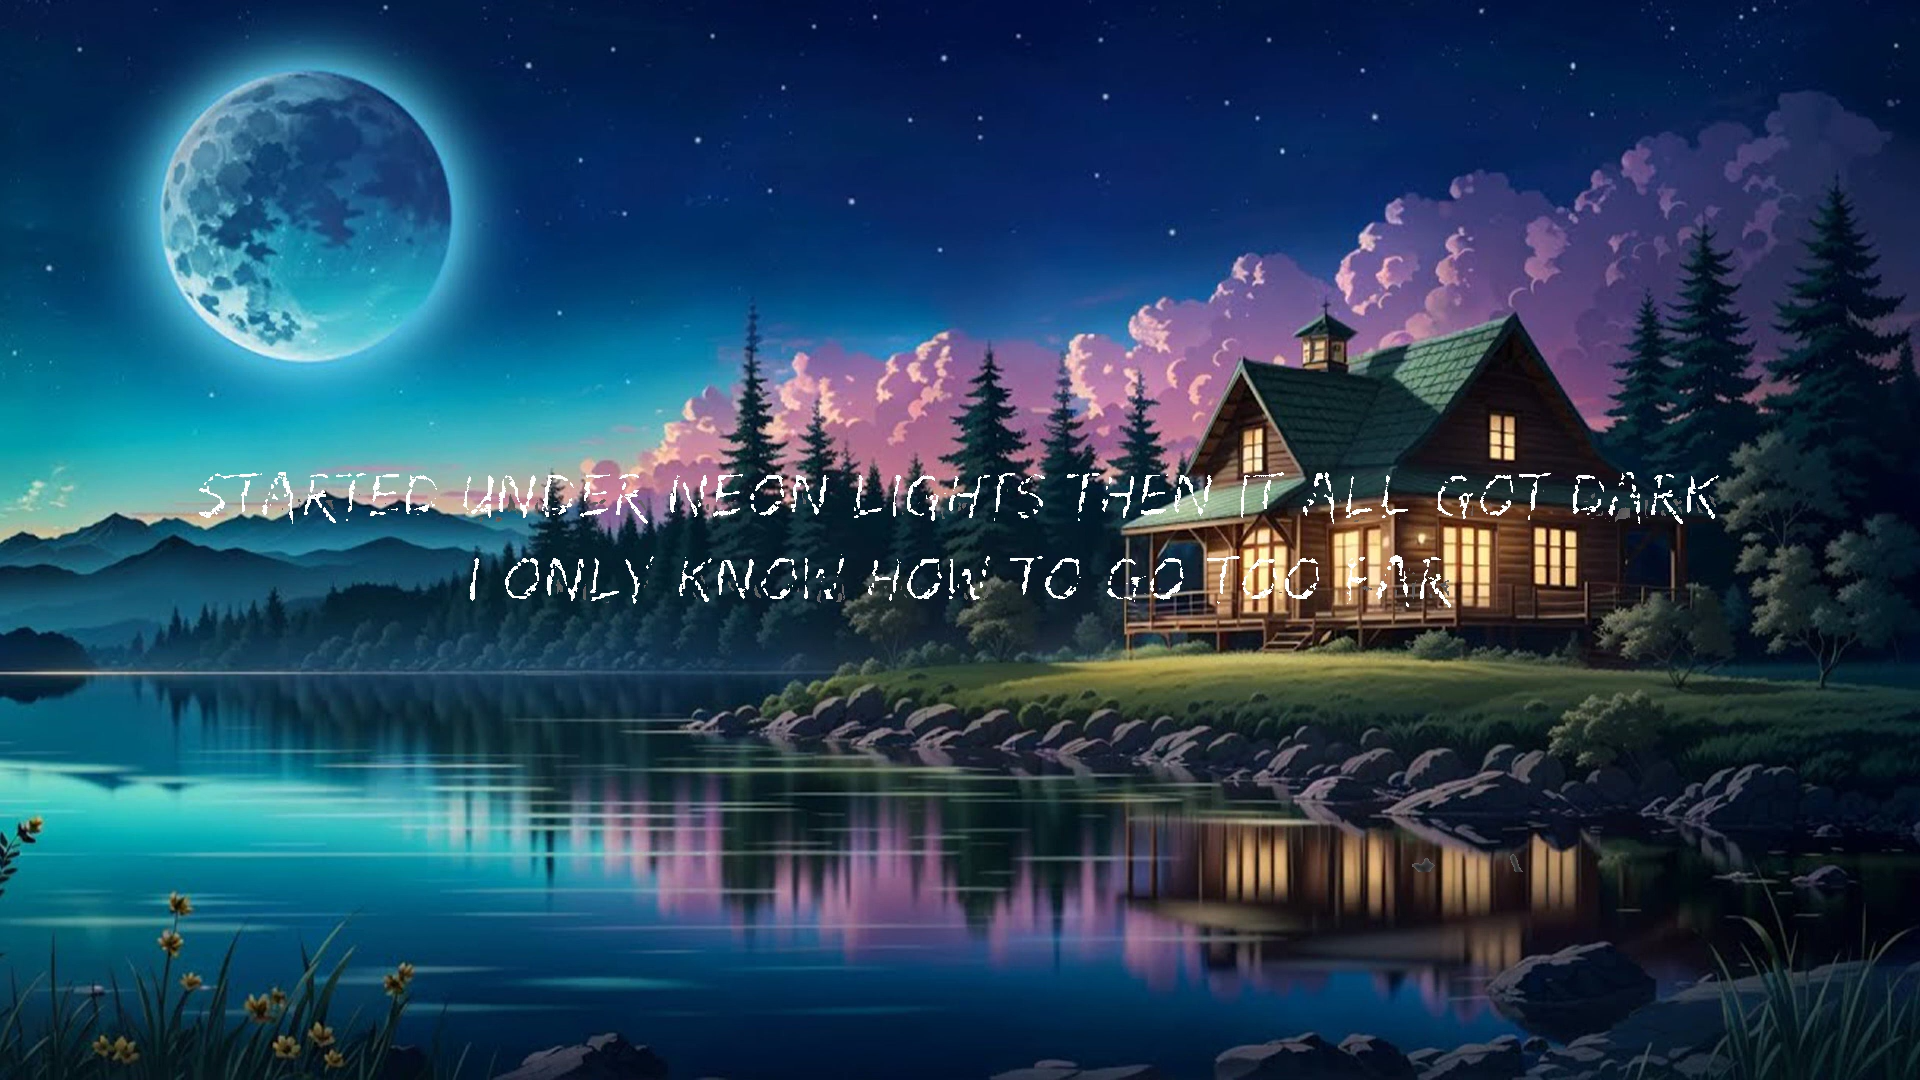 STARTED UNDER NEON LIGHTS THEN IT ALL GOT DARK
I ONLY KNOW HOW TO GO TOO FAR